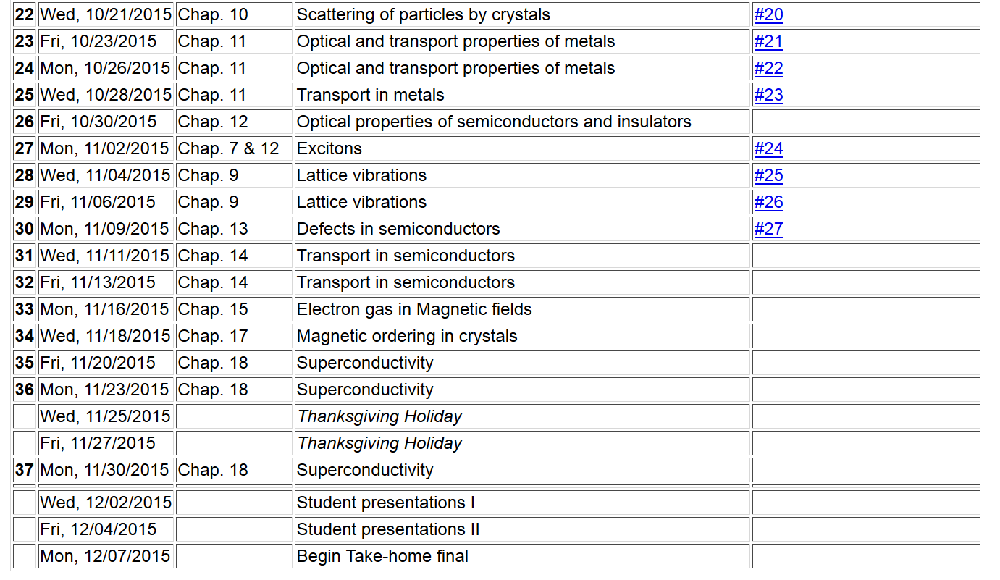 22 Wed, 10/21/2015 Chap. 10 Scattering of particles by crystals #20
23 Fri, 10/23/2015 Chap. 11 Optical and transport properties of metals #21
24 Mon, 10/26/2015 Chap. 11 Optical and transport properties of metals #22
25 Wed, 10/28/2015 Chap. 11 Transport in metals #23
26 Fri, 10/30/2015 Chap. 12 Optical properties of semiconductors and insulators
27 Mon, 11/02/2015 Chap. 7 & 12 Excitons #24
28 Wed, 11/04/2015 Chap. 9 Lattice vibrations #25
29 Fri, 11/06/2015 Chap. 9 Lattice vibrations #26
30 Mon, 11/09/2015 Chap. 13 Defects in semiconductors #27
31 Wed, 11/11/2015 Chap. 14 Transport in semiconductors
32 Fri, 11/13/2015 Chap. 14 Transport in semiconductors
33 Mon, 11/16/2015 Chap. 15 Electron gas in Magnetic fields
34 Wed, 11/18/2015 Chap. 17 Magnetic ordering in crystals
35 Fri, 11/20/2015 Chap. 18 Superconductivity
36 Mon, 11/23/2015 Chap. 18 Superconductivity
Wed, 11/25/2015 Thanksgiving Holiday
Fri, 11/27/2015 Thanksgiving Holiday
37 Mon, 11/30/2015 Chap. 18 Superconductivity
Wed, 12/02/2015 Student presentations I
Fri, 12/04/2015 Student presentations II
Mon, 12/07/2015 Begin Take-home final